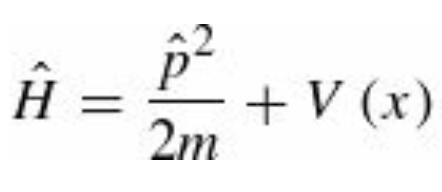 Ĥ = p̂²/2m + V (x)